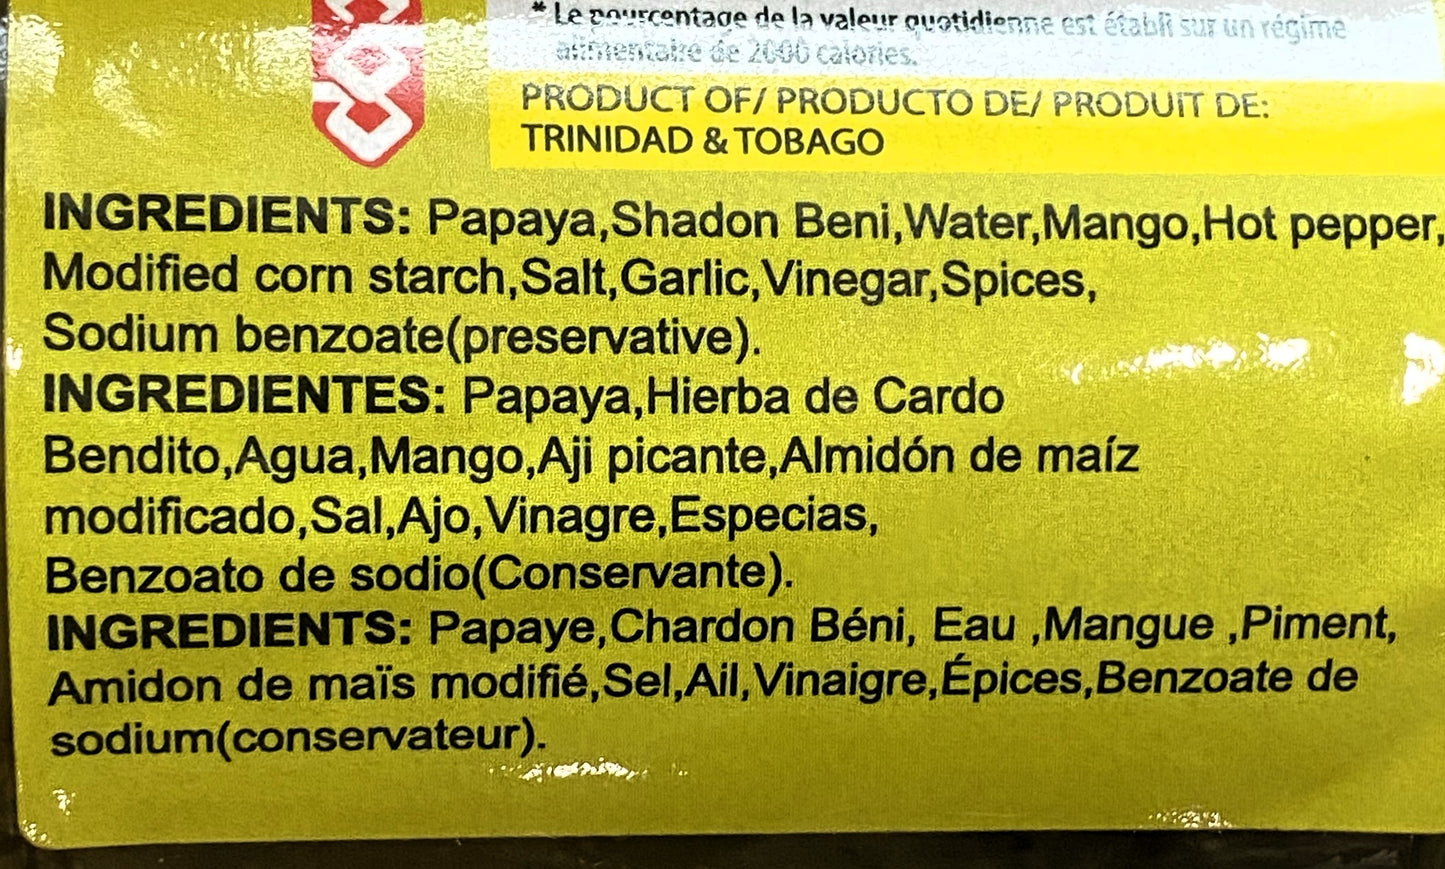 * Le pourcentage de la valeur quotidienne est établi sur un régime
alimentaire de 2000 calories.
PRODUCT OF/ PRODUCTO DE/ PRODUIT DE:
TRINIDAD & TOBAGO
INGREDIENTS: Papaya,Shadon Beni,Water,Mango,Hot pepper,
Modified corn starch,Salt,Garlic,Vinegar,Spices,
Sodium benzoate(preservative).
INGREDIENTES: Papaya,Hierba de Cardo
Bendito,Agua,Mango,Aji picante,Almidón de maíz
modificado,Sal,Ajo,Vinagre,Especias,
Benzoato de sodio(Conservante).
INGREDIENTS: Papaye,Chardon Béni, Eau ,Mangue ,Piment,
Amidon de maïs modifié,Sel,Ail,Vinaigre,Épices,Benzoate de
sodium(conservateur).